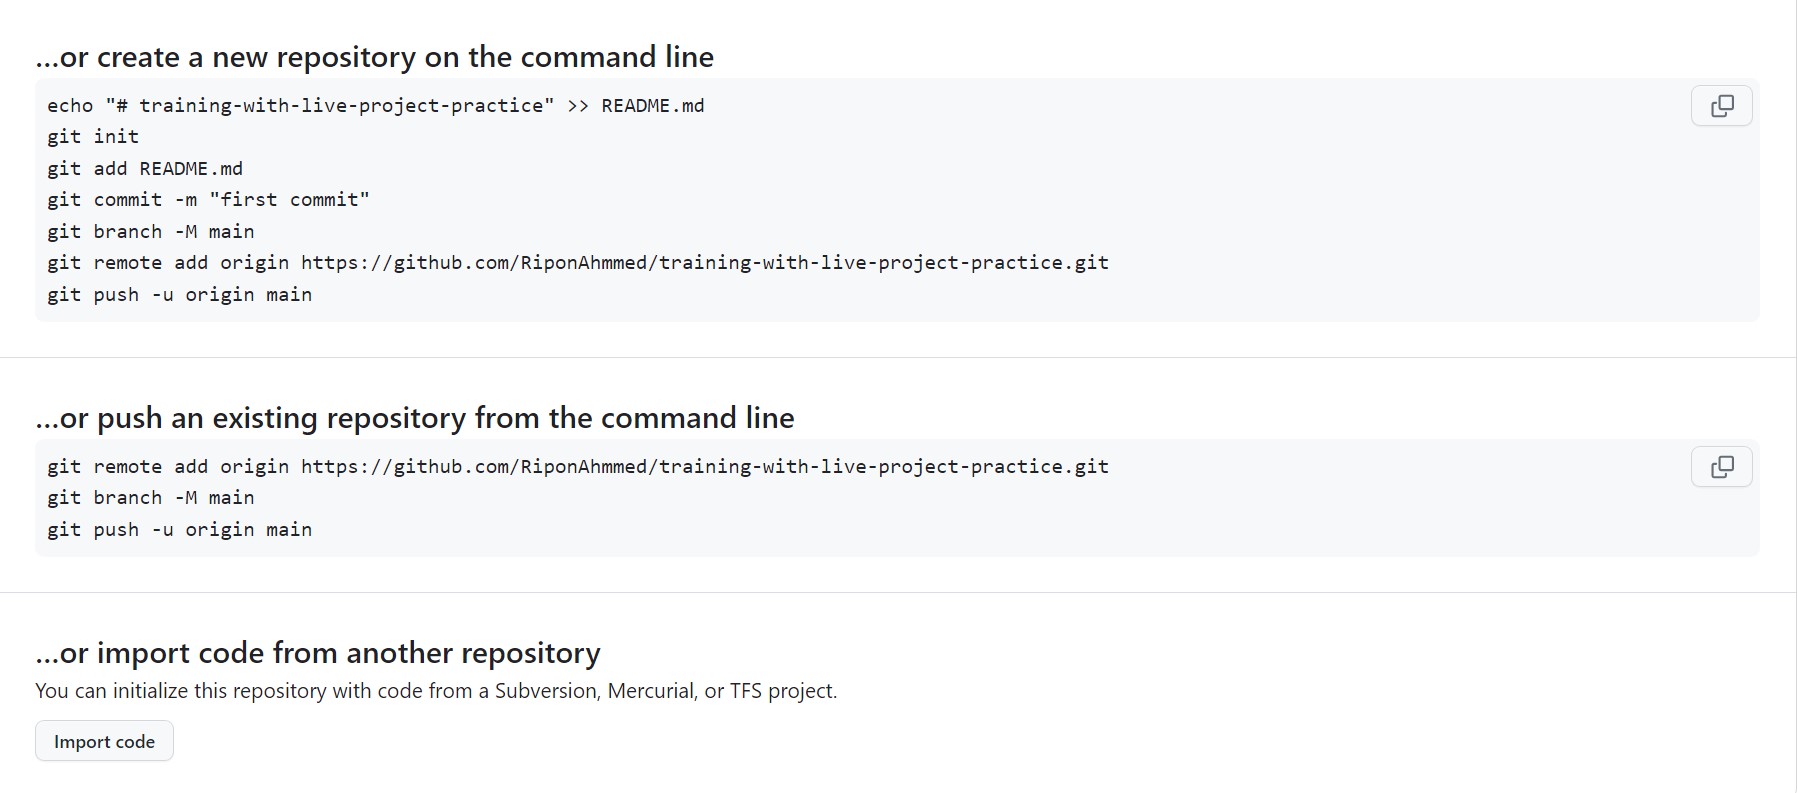 ...or create a new repository on the command line
echo "# training-with-live-project-practice" >> README.md
git init
git add README.md
git commit -m "first commit"
git branch -M main
git remote add origin https://github.com/RiponAhmmed/training-with-live-project-practice.git
git push -u origin main
...or push an existing repository from the command line
git remote add origin https://github.com/RiponAhmmed/training-with-live-project-practice.git
git branch -M main
git push -u origin main
...or import code from another repository
You can initialize this repository with code from a Subversion, Mercurial, or TFS project.
Import code